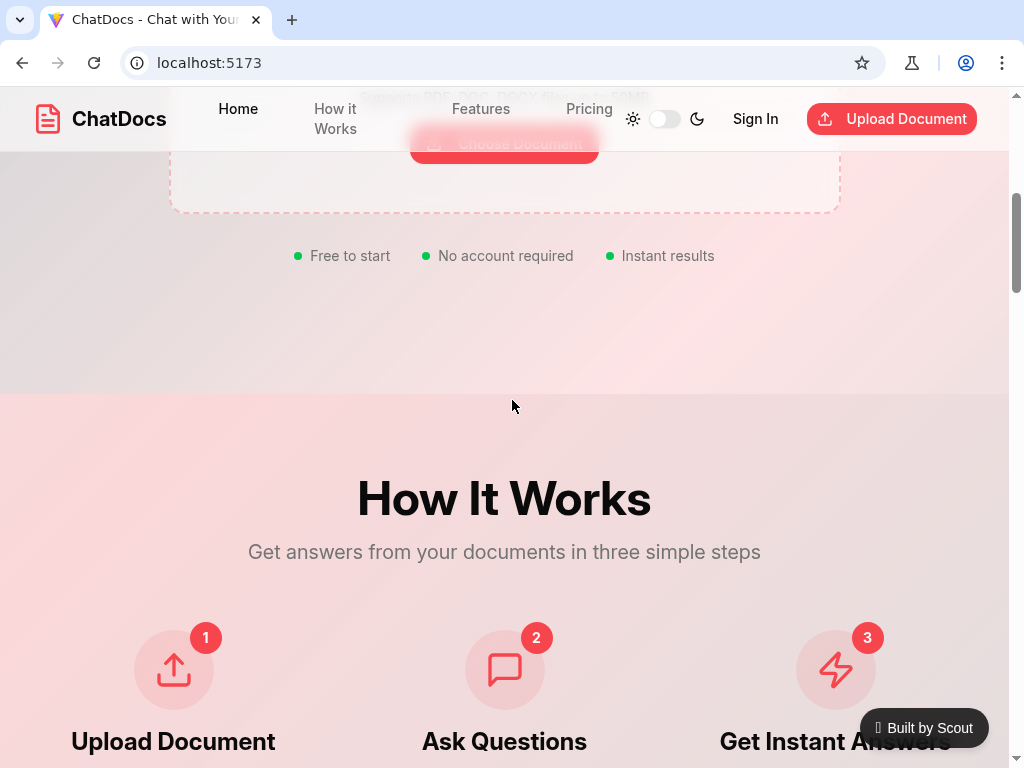 ChatDocs - Chat with Your
localhost:5173
ChatDocs
Home
How it
Works
Features
Pricing
Sign In
Upload Document
Choose Document
Free to start
No account required
Instant results
How It Works
Get answers from your documents in three simple steps
1
2
3
Upload Document
Ask Questions
Get Instant Answers
Built by Scout